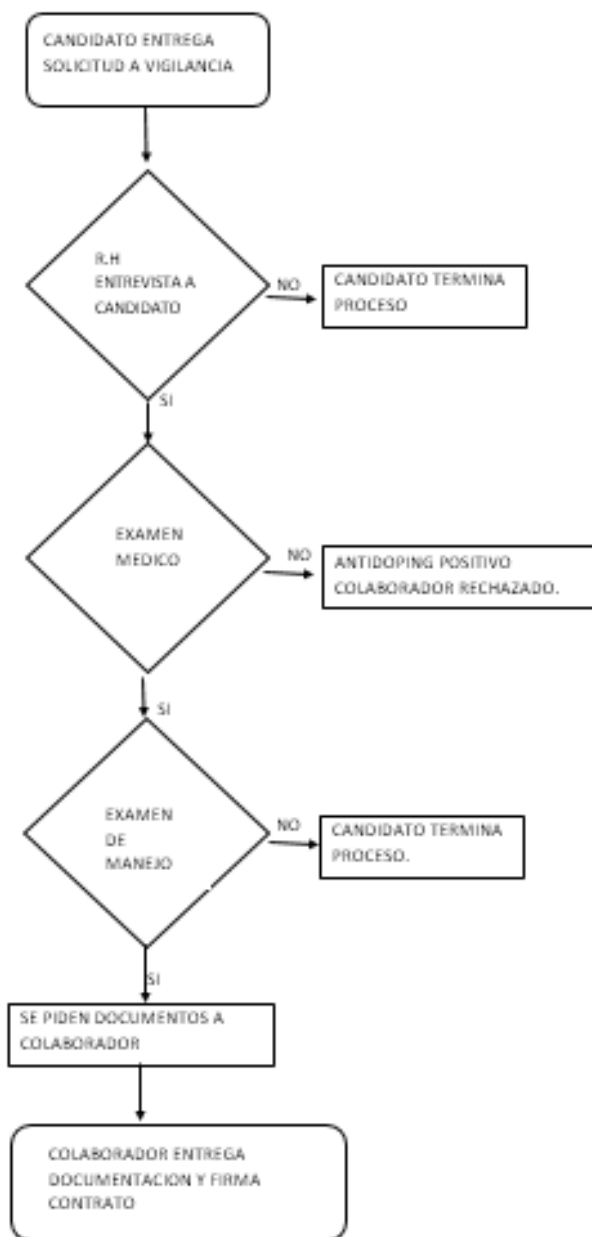 CANDIDATO ENTREGA
SOLICITUD A VIGILANCIA
R.H
ENTREVISTA A
CANDIDATO
NO
CANDIDATO TERMINA
PROCESO
SI
EXAMEN
MEDICO
NO
ANTIDOPING POSITIVO
COLABORADOR RECHAZADO.
SI
EXAMEN
DE
MANEJO
NO
CANDIDATO TERMINA
PROCESO.
SI
SE PIDEN DOCUMENTOS A
COLABORADOR
COLABORADOR ENTREGA
DOCUMENTACION Y FIRMA
CONTRATO